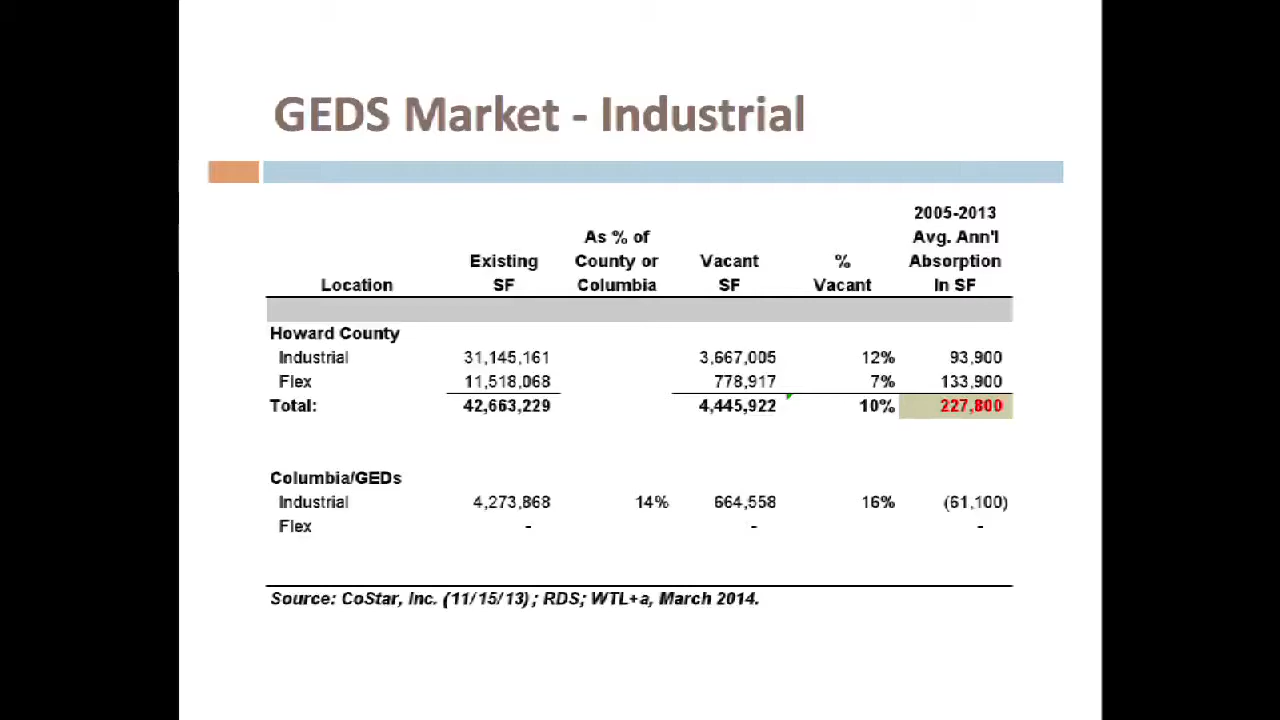 GEDS Market - Industrial
2005-2013
As % of Avg. Ann'l
Existing County or Vacant % Absorption
Location SF Columbia SF Vacant In SF
Howard County
Industrial 31,145,161 3,667,005 12% 93,900
Flex 11,518,068 778,917 7% 133,900
Total: 42,663,229 4,445,922 10% 227,800
Columbia/GEDs
Industrial 4,273,868 14% 664,558 16% (61,100)
Flex - - -
Source: CoStar, Inc. (11/15/13); RDS; WTL+a, March 2014.